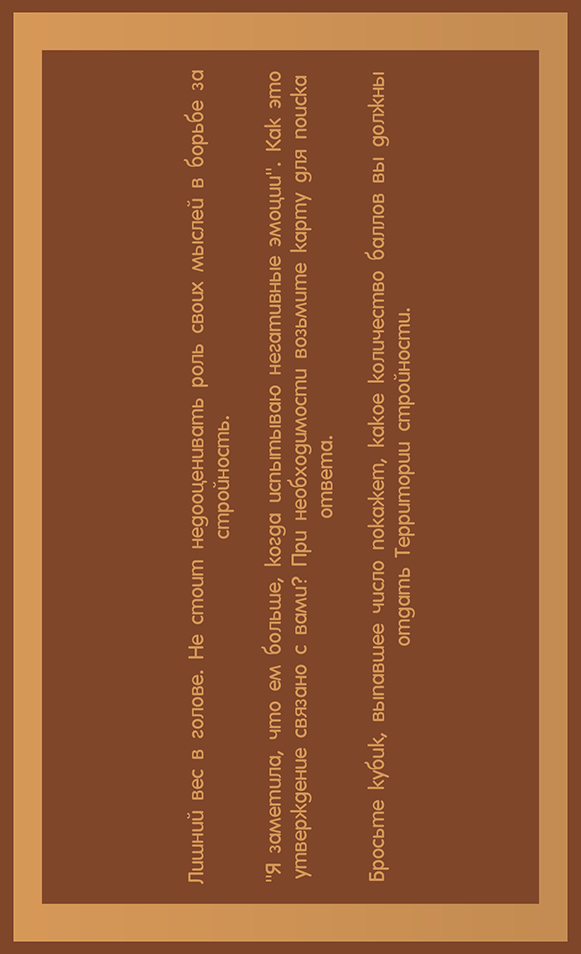 Лишний вес в голове. Не стоит недооценивать роль своих мыслей в борьбе за
стройность.
"Я заметила, что ем больше, когда испытываю негативные эмоции". Как это
утверждение связано с вами? При необходимости возьмите карту для поиска
ответа.
Бросьте кубик, выпавшее число покажет, какое количество баллов вы должны
отдать Территории стройности.